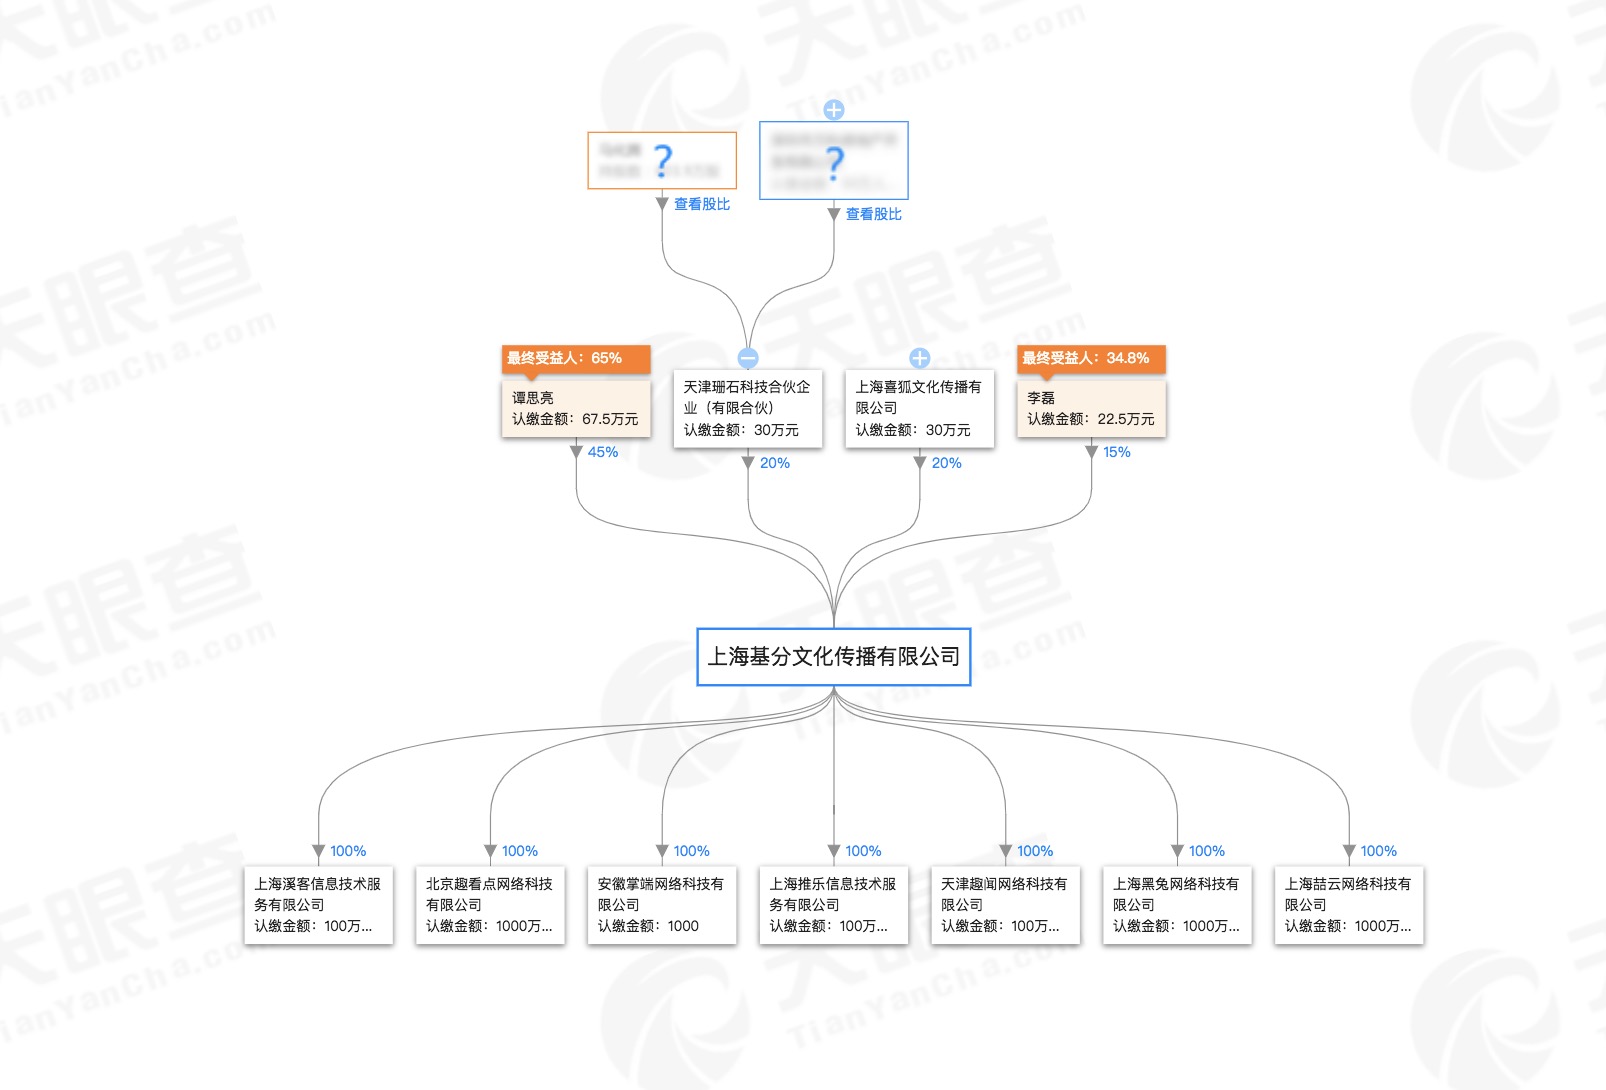 ?
?
查看股比
查看股比
最终受益人：65%
谭思亮
认缴金额：67.5万元
45%
天津珊石科技合伙企
业（有限合伙）
认缴金额：30万元
20%
上海喜狐文化传播有
限公司
认缴金额：30万元
20%
最终受益人：34.8%
李磊
认缴金额：22.5万元
15%
上海基分文化传播有限公司
100%
上海溪客信息技术服
务有限公司
认缴金额：100万...
100%
北京趣看点网络科技
有限公司
认缴金额：1000万...
100%
安徽掌端网络科技有
限公司
认缴金额：1000
100%
上海推乐信息技术服
务有限公司
认缴金额：100万...
100%
天津趣闻网络科技有
限公司
认缴金额：100万...
100%
上海黑兔网络科技有
限公司
认缴金额：1000万...
100%
上海喆云网络科技有
限公司
认缴金额：1000万...
天眼查
TianYanCha.com